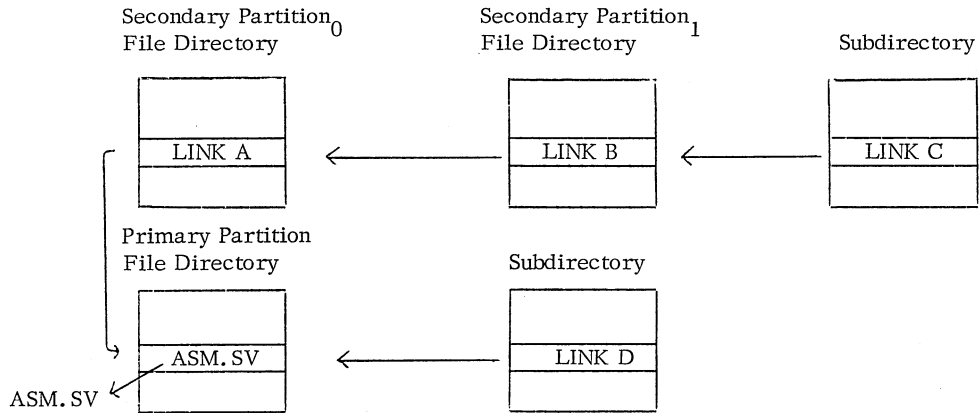 Secondary Partition0
File Directory
Secondary Partition1
File Directory
Subdirectory
LINK A
LINK B
LINK C
Primary Partition
File Directory
Subdirectory
ASM.SV
LINK D
ASM.SV